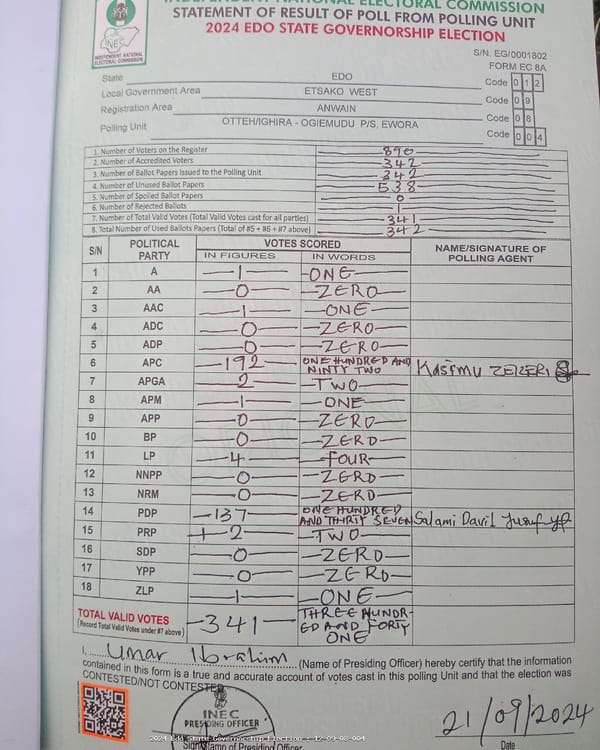 INDEPENDENT NATIONAL ELECTORAL COMMISSION
STATEMENT OF RESULT OF POLL FROM POLLING UNIT
2024 EDO STATE GOVERNORSHIP ELECTION
INEC
INDEPENDENT NATIONAL
ELECTORAL COMMISSION
S/N: EG/0001802
FORM EC 8A
State EDO Code 0 1 2
Local Government Area ETSAKO WEST Code 0 9
Registration Area ANWAIN Code 0 8
Polling Unit OTTEH/IGHIRA - OGIEMUDU P/S, EWORA Code 0 0 4
1. Number of Voters on the Register 890
2. Number of Accredited Voters 342
3. Number of Ballot Papers Issued to the Polling Unit 342
4. Number of Unused Ballot Papers 538
5. Number of Spoiled Ballot Papers 0
6. Number of Rejected Ballots 1
7. Number of Total Valid Votes (Total Valid Votes cast for all parties) 341
8. Total Number of Used Ballots Papers (Total of #5 + #6 + #7 above) 342
S/N POLITICAL PARTY VOTES SCORED NAME/SIGNATURE OF POLLING AGENT
IN FIGURES IN WORDS
1 A 1 ONE
2 AA 0 ZERO
3 AAC 1 ONE
4 ADC 0 ZERO
5 ADP 0 ZERO
6 APC 192 ONE HUNDRED AND NINTY TWO Kasimu ZEKERI
7 APGA 2 TWO
8 APM 1 ONE
9 APP 0 ZERO
10 BP 0 ZERO
11 LP 4 FOUR
12 NNPP 0 ZERO
13 NRM 0 ZERO
14 PDP 137 ONE HUNDRED AND THIRTY SEVEN Salami David Yusuf
15 PRP 2 TWO
16 SDP 0 ZERO
17 YPP 0 ZERO
18 ZLP 1 ONE
TOTAL VALID VOTES 341 THREE HUNDRED AND FORTY ONE
(Record Total Valid Votes under #7 above)
I, Umar Ibrahim (Name of Presiding Officer) hereby certify that the information
contained in this form is a true and accurate account of votes cast in this polling Unit and that the election was
CONTESTED/NOT CONTESTED
INEC
PRESIDING OFFICER
21/09/2024
2024 Edo State Governorship Election - 12-09-08-004
Sign/Stamp of Presiding Officer Date